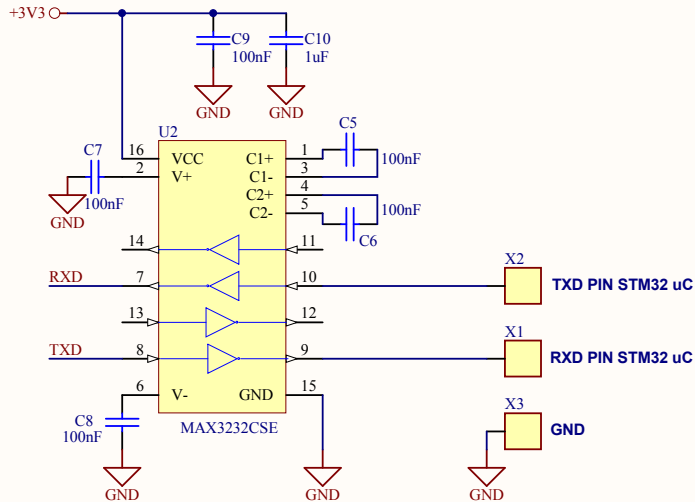 +3V3
C9
100nF
C10
1uF
GND
GND
U2
C7
100nF
GND
16
VCC
2
V+
C1+
1
C1-
3
C2+
4
C2-
5
C5
100nF
100nF
C6
14
11
RXD
7
10
X2
TXD PIN STM32 uC
13
12
TXD
8
9
X1
RXD PIN STM32 uC
6
V-
GND
15
C8
100nF
MAX3232CSE
X3
GND
GND
GND
GND